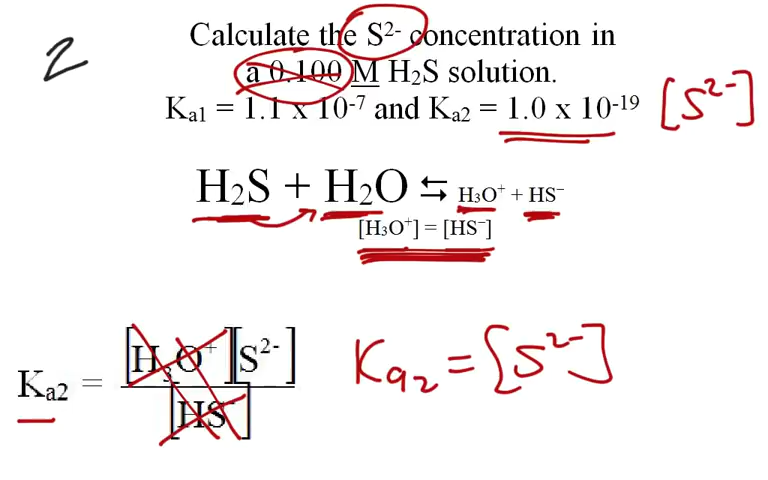 2
Calculate the S²⁻ concentration in
a 0.100 M H₂S solution.
Ka1 = 1.1 x 10⁻⁷ and Ka2 = 1.0 x 10⁻¹⁹ [S²⁻]
H₂S + H₂O ⇆ H₃O⁺ + HS⁻
[H₃O⁺] = [HS⁻]
Ka2 = [H₃O⁺][S²⁻] / [HS⁻]
Ka2 = [S²⁻]